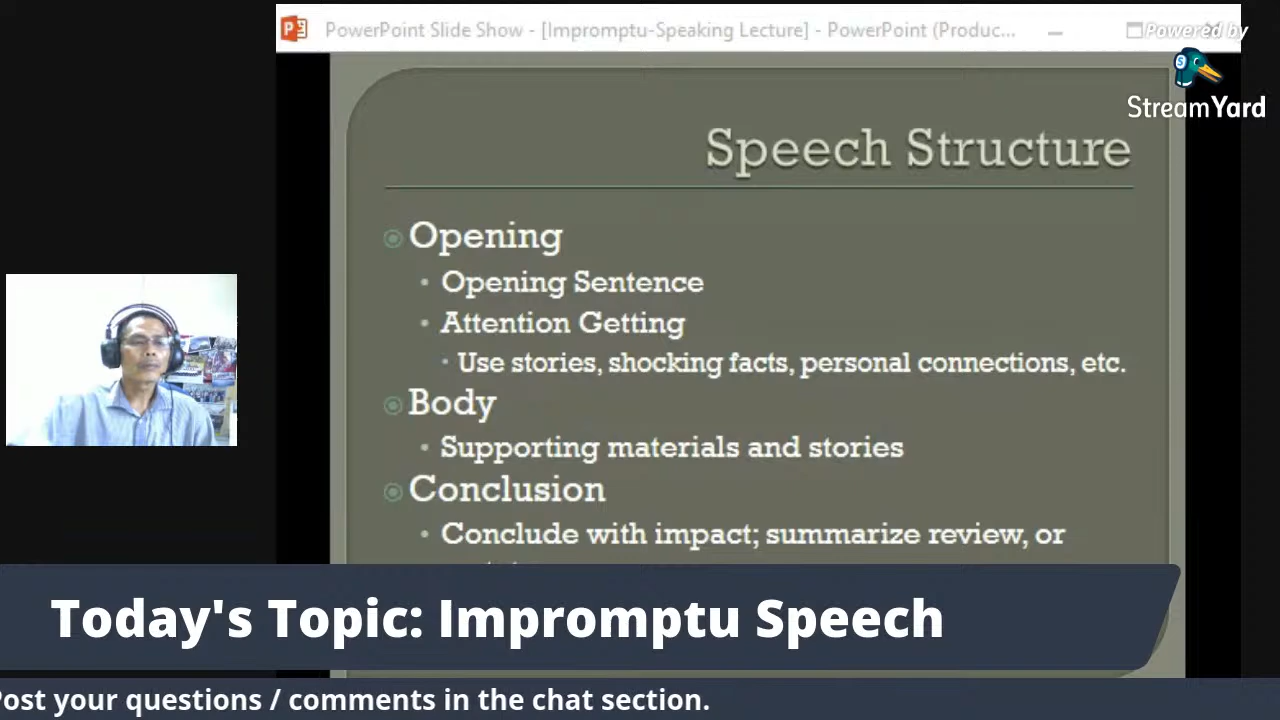 PowerPoint Slide Show - [Impromptu-Speaking Lecture] - PowerPoint (Produc...
Powered by
StreamYard
Speech Structure
Opening
Opening Sentence
Attention Getting
Use stories, shocking facts, personal connections, etc.
Body
Supporting materials and stories
Conclusion
Conclude with impact; summarize review, or
Today's Topic: Impromptu Speech
Post your questions / comments in the chat section.